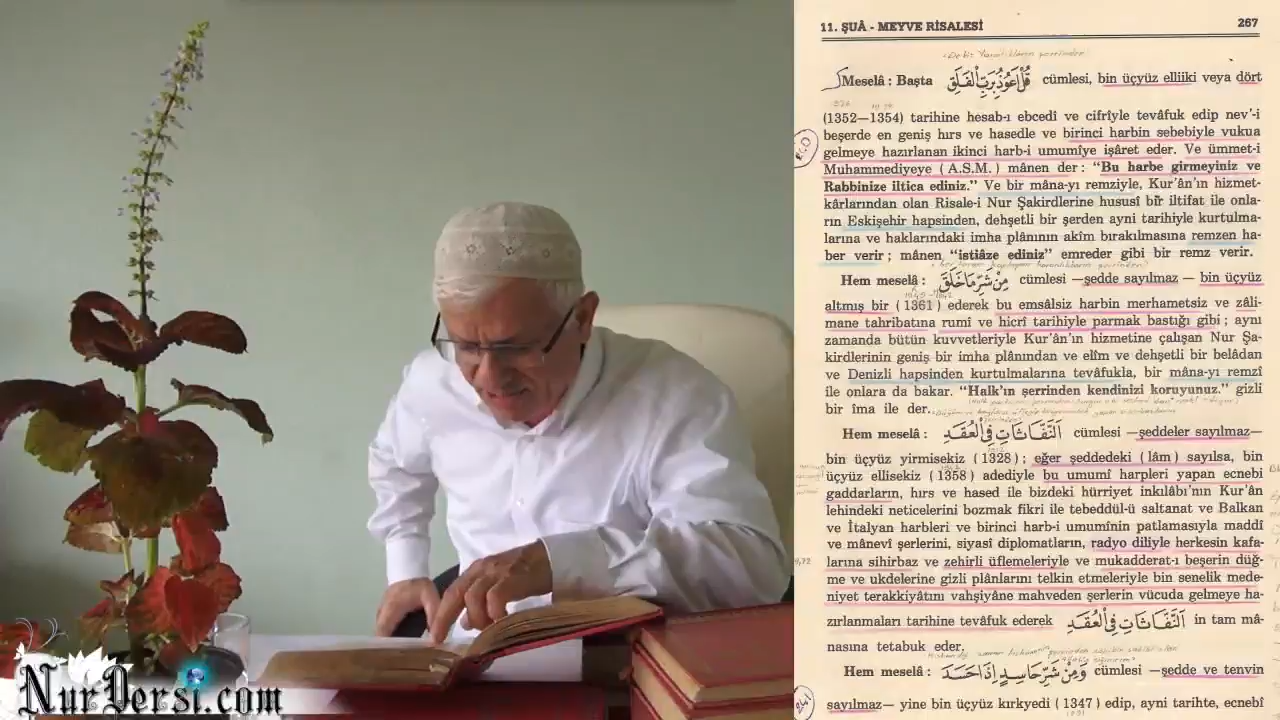 11. ŞUÂ - MEYVE RİSALESİ 267
Meselâ : Başta قُلْ اَعُوذُ بِرَبِّ الْفَلَقِ cümlesi, bin üçyüz elliiki veya dört
(1352—1354) tarihine hesab-ı ebcedî ve cifrîyle tevâfuk edip nev'-i
beşerde en geniş hırs ve hasedle ve birinci harbin sebebiyle vukua
gelmeye hazırlanan ikinci harb-i umumîye işâret eder. Ve ümmet-i
Muhammediyeye (A.S.M.) mânen der : "Bu harbe girmeyiniz ve
Rabbinize iltica ediniz." Ve bir mâna-yı remziyle, Kur'ân'ın hizmet-
kârlarından olan Risale-i Nur Şakirdlerine hususî bir iltifat ile onla-
rın Eskişehir hapsinden, dehşetli bir şerden ayni tarihiyle kurtulma-
larına ve haklarındaki imha plânının akîm bırakılmasına remzen ha-
ber verir ; mânen, "istiâze ediniz" emreder gibi bir remz verir.
Hem meselâ : مِنْ شَرِّ مَا خَلَقَ cümlesi —şedde sayılmaz — bin üçyüz
altmış bir (1361) ederek bu emsâlsiz harbin merhametsiz ve zâli-
mane tahribatına rumî ve hicrî tarihiyle parmak bastığı gibi ; aynı
zamanda bütün kuvvetleriyle Kur'ân'ın hizmetine çalışan Nur Şa-
kirdlerinin geniş bir imha plânından ve elîm ve dehşetli bir belâdan
ve Denizli hapsinden kurtulmalarına tevâfukla, bir mâna-yı remzî
ile onlara da bakar. "Halk'ın şerrinden kendinizi koruyunuz." gizli
bir îma ile der.
Hem meselâ : اَلنَّفَّاثَاتِ فِى الْعُقَدِ cümlesi —şeddeler sayılmaz—
bin üçyüz yirmisekiz (1328) ; eğer şeddedeki (lâm) sayılsa, bin
üçyüz ellisekiz (1358) adediyle bu umumî harpleri yapan ecnebi
gaddarların, hırs ve hased ile bizdeki hürriyet inkılâbı'nın Kur'ân
lehindeki neticelerini bozmak fikri ile tebeddül-ü saltanat ve Balkan
ve İtalyan harbleri ve birinci harb-i umumînin patlamasıyla maddî
ve mânevî şerlerini, siyasî diplomatların, radyo diliyle herkesin kafa-
larına sihirbaz ve zehirli üflemeleriyle ve mukadderat-ı beşerin düğ-
me ve ukdelerine gizli plânlarını telkin etmeleriyle bin senelik mede-
niyet terakkiyâtını vahşiyâne mahveden şerlerin vücuda gelmeye ha-
zırlanmaları tarihine tevâfuk ederek اَلنَّفَّاثَاتِ فِى الْعُقَدِ in tam mâ-
nasına tetabuk eder.
Hem meselâ : وَمِنْ شَرِّ حَاسِدٍ اِذَا حَسَدَ cümlesi —şedde ve tenvin
sayılmaz— yine bin üçyüz kırkyedi (1347) edip, ayni tarihte, ecnebî
NurDersi.com